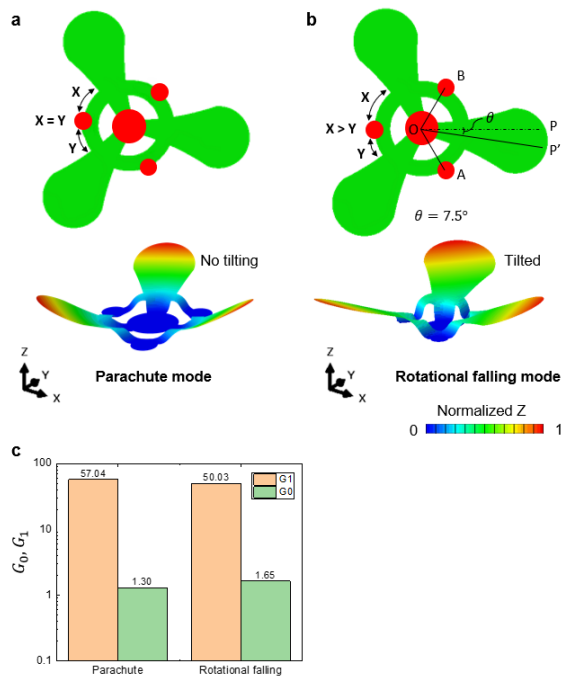 a
X
X = Y
Y
No tilting
Z
Y
X
Parachute mode
b
B
X
X > Y
O
θ
P
P'
Y
A
θ = 7.5°
Tilted
Z
Y
X
Rotational falling mode
Normalized Z
0
1
c
100
10
1
0.1
G₀, G₁
57.04
1.30
50.03
1.65
G1
G0
Parachute
Rotational falling